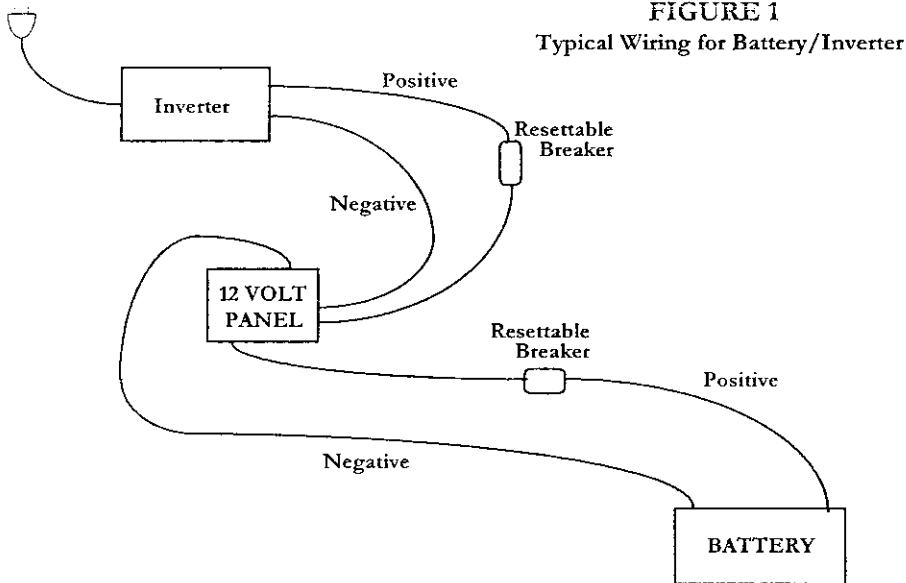 FIGURE 1
Typical Wiring for Battery/Inverter
Positive
Inverter
Resettable
Breaker
Negative
12 VOLT
PANEL
Resettable
Breaker
Positive
Negative
BATTERY